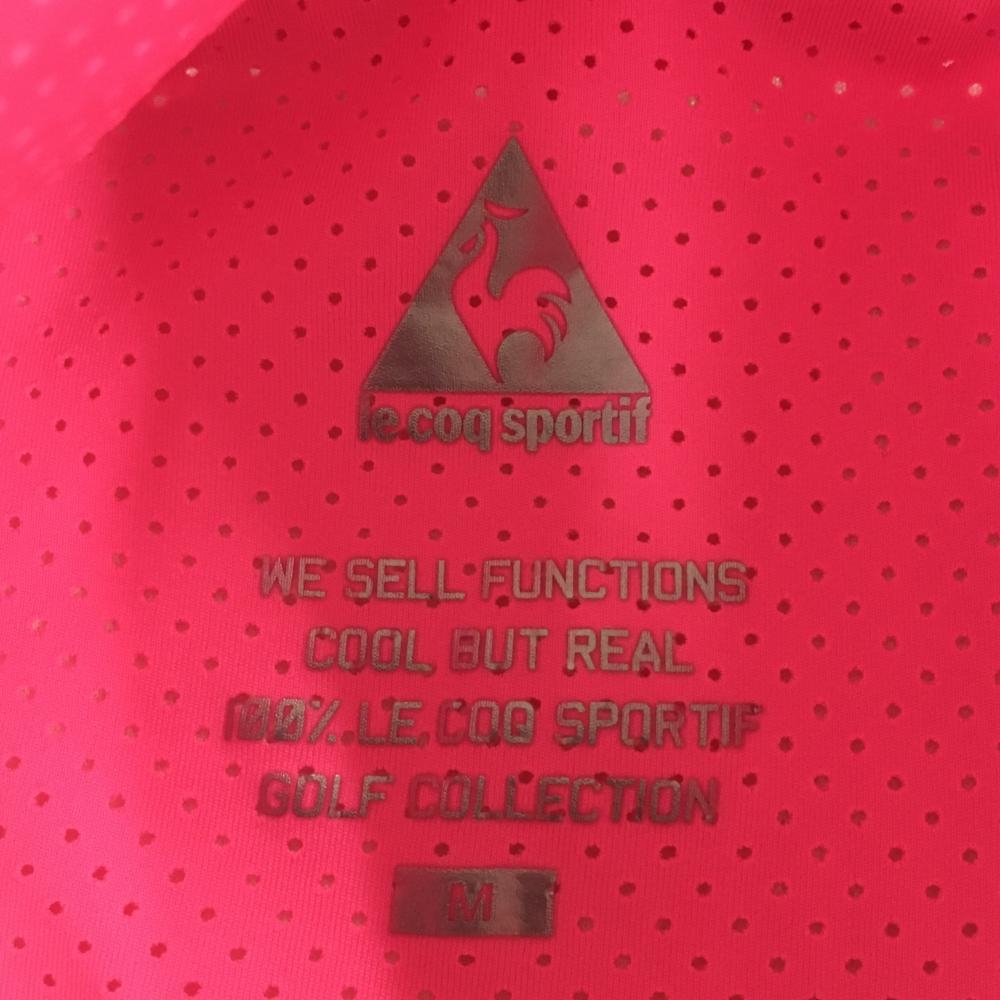 le coq sportif
WE SELL FUNCTIONS
COOL BUT REAL
100% LE COQ SPORTIF
GOLF COLLECTION
M